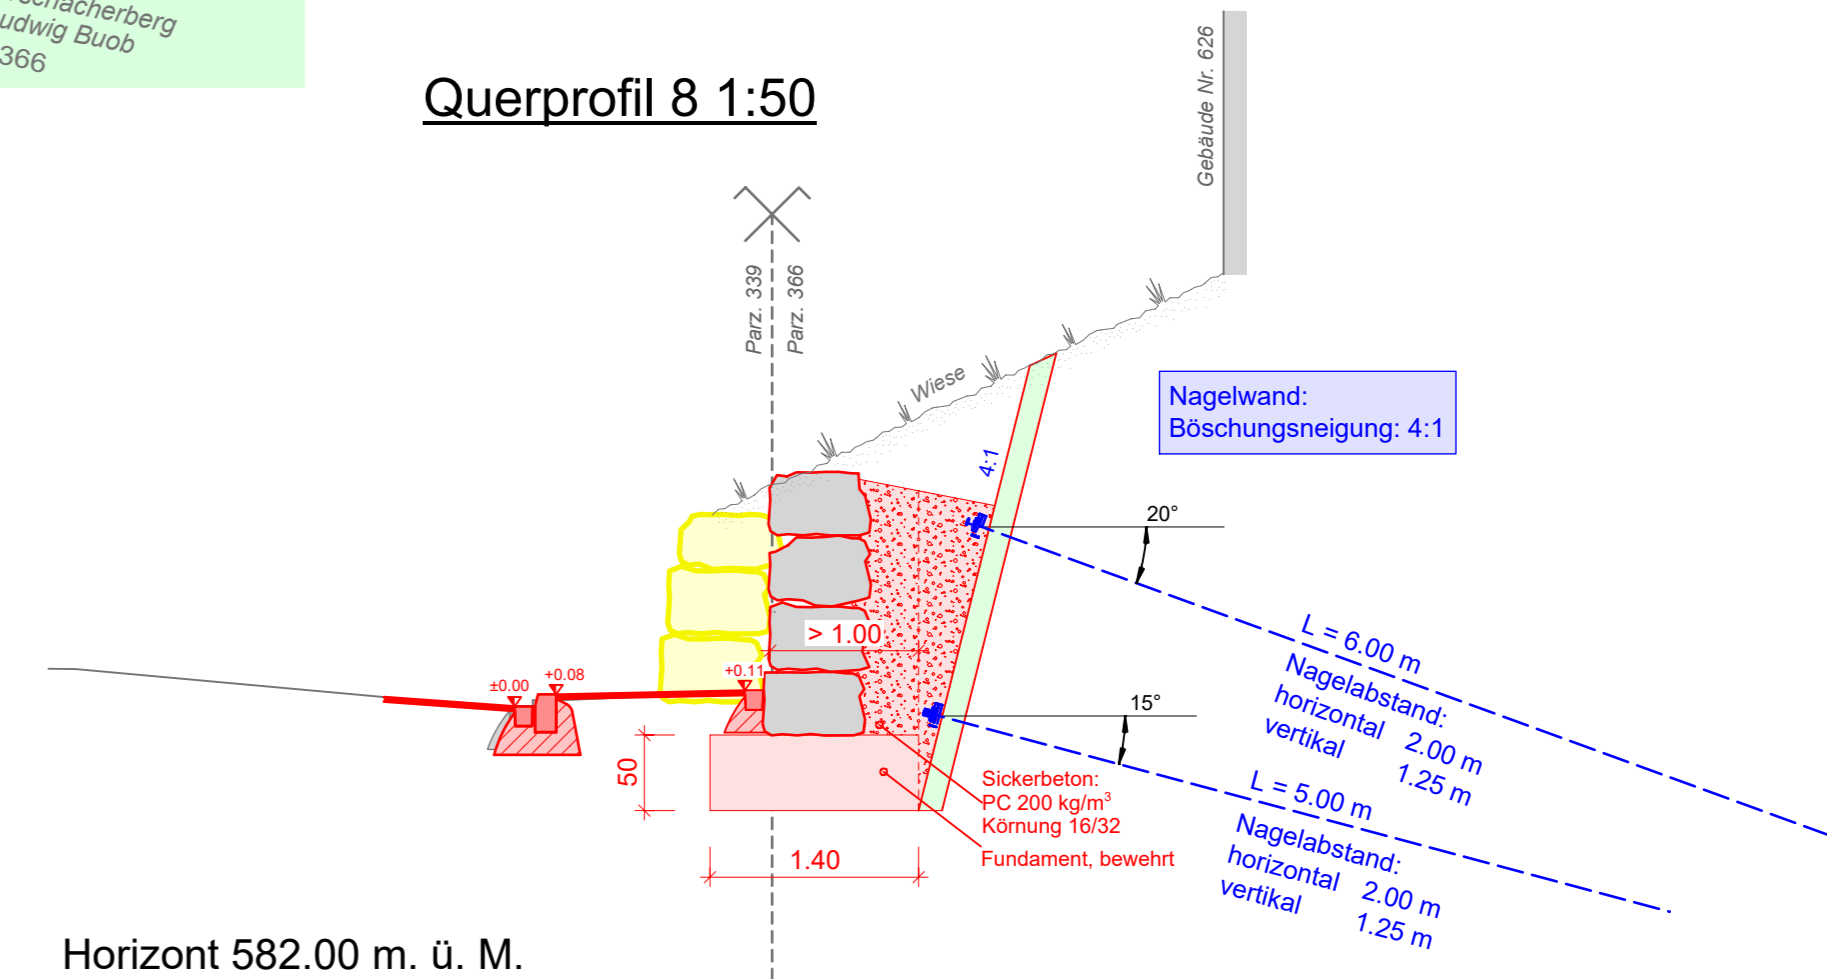 udwig Buob
366
Querprofil 8 1:50
Gebäude Nr. 626
Parz. 339
Parz. 366
Wiese
Nagelwand:
Böschungsneigung: 4:1
4:1
20°
> 1.00
+0.11
+0.08
±0.00
15°
L = 6.00 m
Nagelabstand:
horizontal 2.00 m
vertikal 1.25 m
50
Sickerbeton:
PC 200 kg/m³
Körnung 16/32
Fundament, bewehrt
L = 5.00 m
Nagelabstand:
horizontal 2.00 m
vertikal 1.25 m
1.40
Horizont 582.00 m. ü. M.